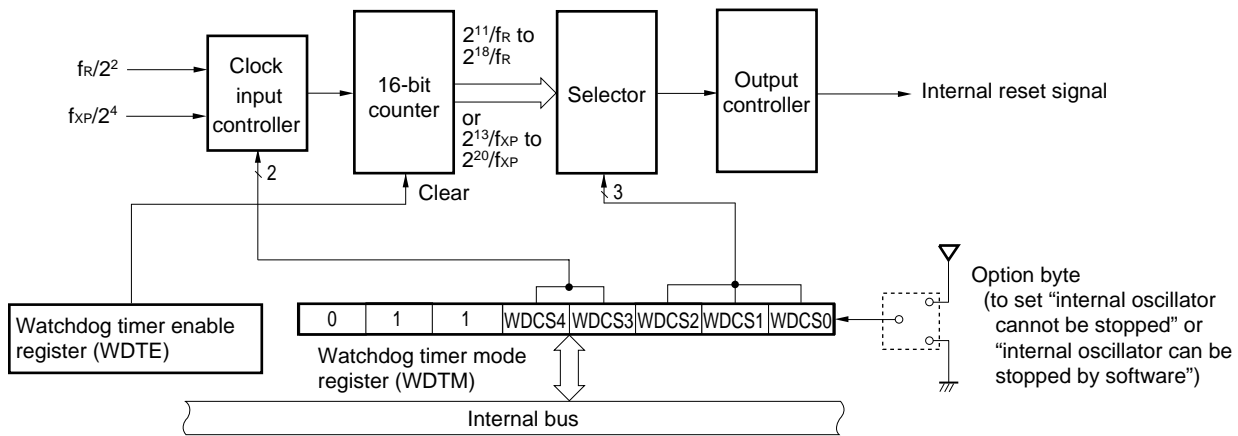 fR/2²
fXP/2⁴
Clock
input
controller
2
16-bit
counter
Clear
2¹¹/fR to
2¹⁸/fR
or
2¹³/fXP to
2²⁰/fXP
Selector
3
Output
controller
Internal reset signal
Watchdog timer enable
register (WDTE)
0 1 1 WDCS4 WDCS3 WDCS2 WDCS1 WDCS0
Watchdog timer mode
register (WDTM)
Option byte
(to set “internal oscillator
cannot be stopped” or
“internal oscillator can be
stopped by software”)
Internal bus